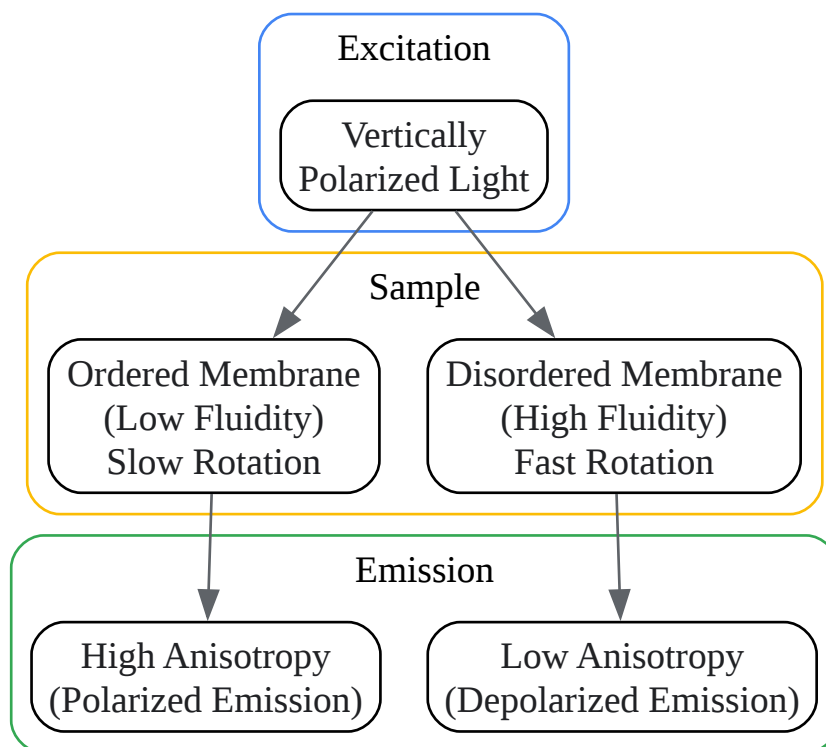 Excitation
Vertically
Polarized Light
Sample
Ordered Membrane
(Low Fluidity)
Slow Rotation
Disordered Membrane
(High Fluidity)
Fast Rotation
Emission
High Anisotropy
(Polarized Emission)
Low Anisotropy
(Depolarized Emission)